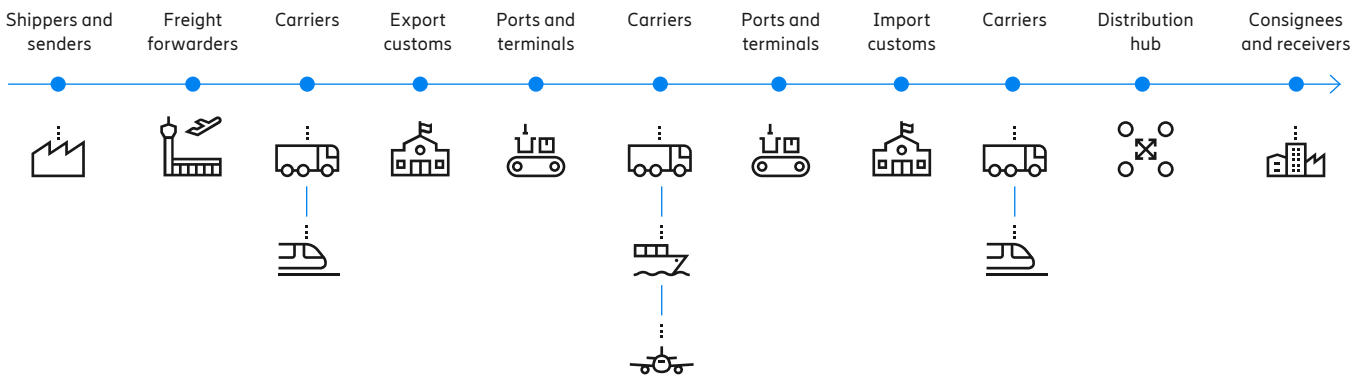 Shippers and
senders
Freight
forwarders
Carriers
Export
customs
Ports and
terminals
Carriers
Ports and
terminals
Import
customs
Carriers
Distribution
hub
Consignees
and receivers